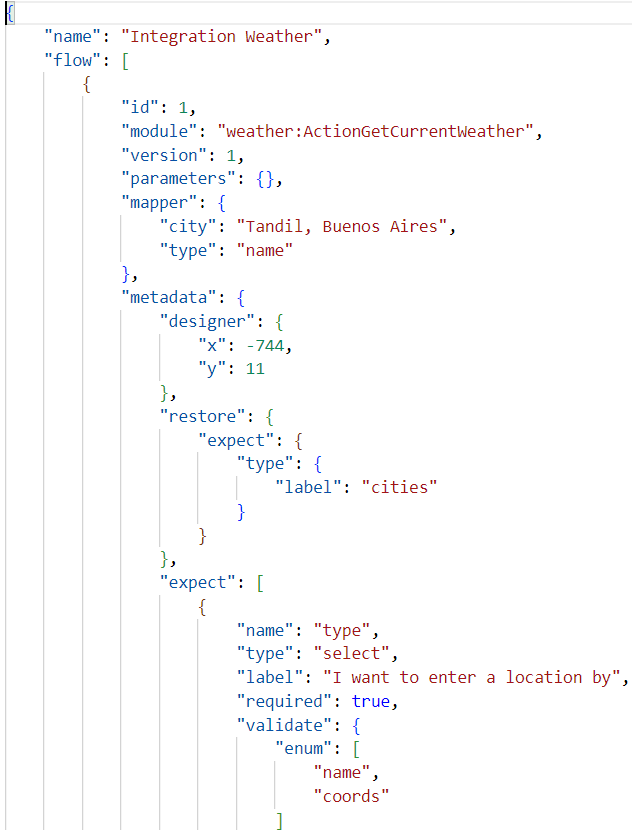 {
    "name": "Integration Weather",
    "flow": [
        {
            "id": 1,
            "module": "weather:ActionGetCurrentWeather",
            "version": 1,
            "parameters": {},
            "mapper": {
                "city": "Tandil, Buenos Aires",
                "type": "name"
            },
            "metadata": {
                "designer": {
                    "x": -744,
                    "y": 11
                },
                "restore": {
                    "expect": {
                        "type": {
                            "label": "cities"
                        }
                    }
                },
                "expect": [
                    {
                        "name": "type",
                        "type": "select",
                        "label": "I want to enter a location by",
                        "required": true,
                        "validate": {
                            "enum": [
                                "name",
                                "coords"
                            ]